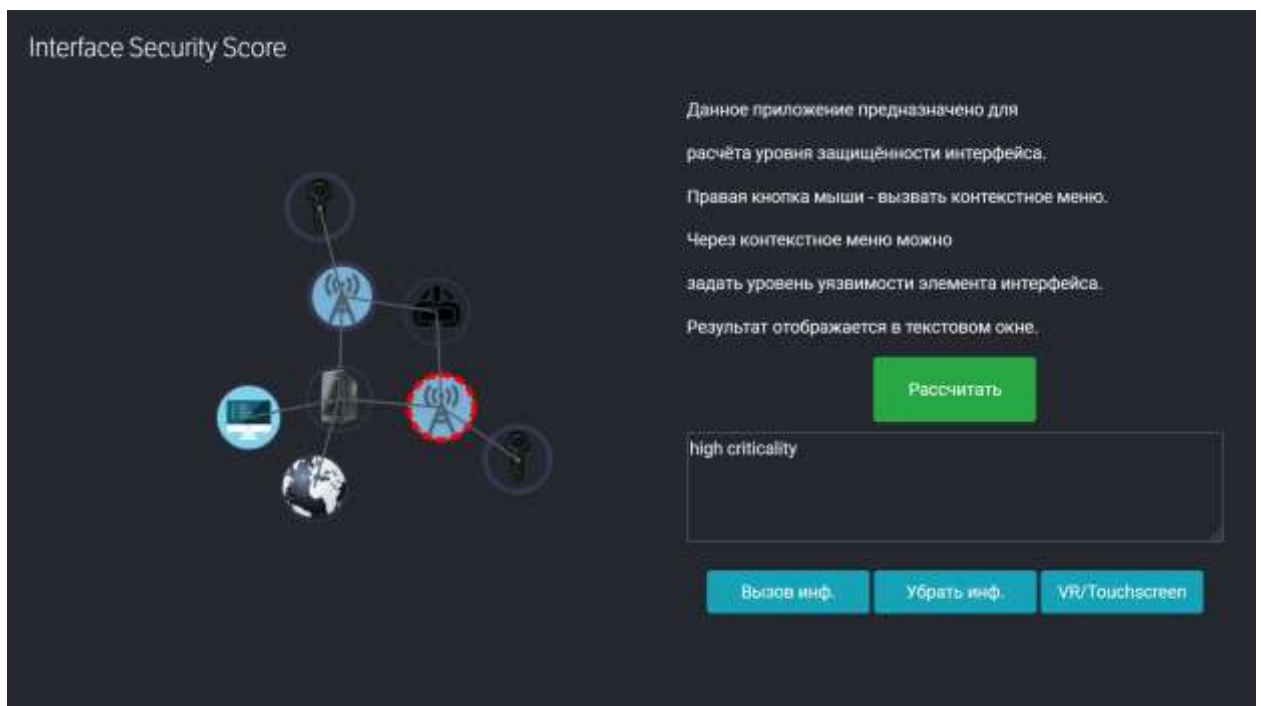 Interface Security Score
Данное приложение предназначено для
расчёта уровня защищённости интерфейса.
Правая кнопка мыши - вызвать контекстное меню.
Через контекстное меню можно
задать уровень уязвимости элемента интерфейса.
Результат отображается в текстовом окне.
Рассчитать
high criticality
Вызов инф.
Убрать инф.
VR/Touchscreen